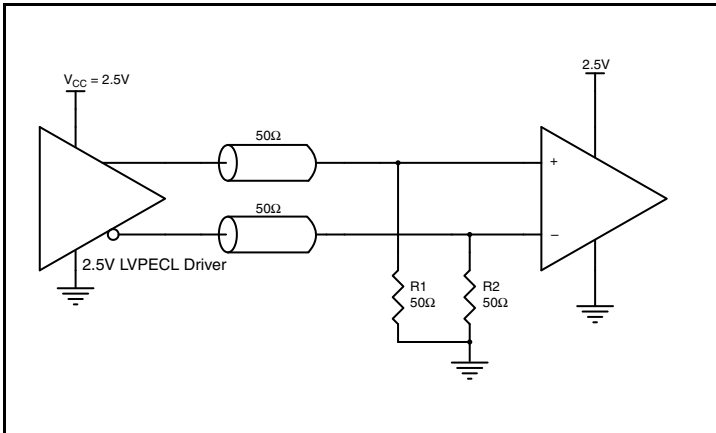 2.5V
V_CC = 2.5V
50Ω
+
50Ω
−
2.5V LVPECL Driver
R1
50Ω
R2
50Ω